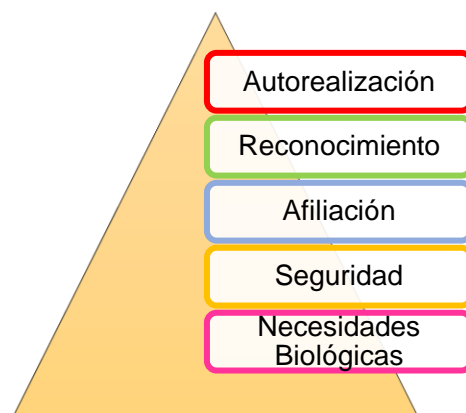 Autorealización
Reconocimiento
Afiliación
Seguridad
Necesidades
Biológicas